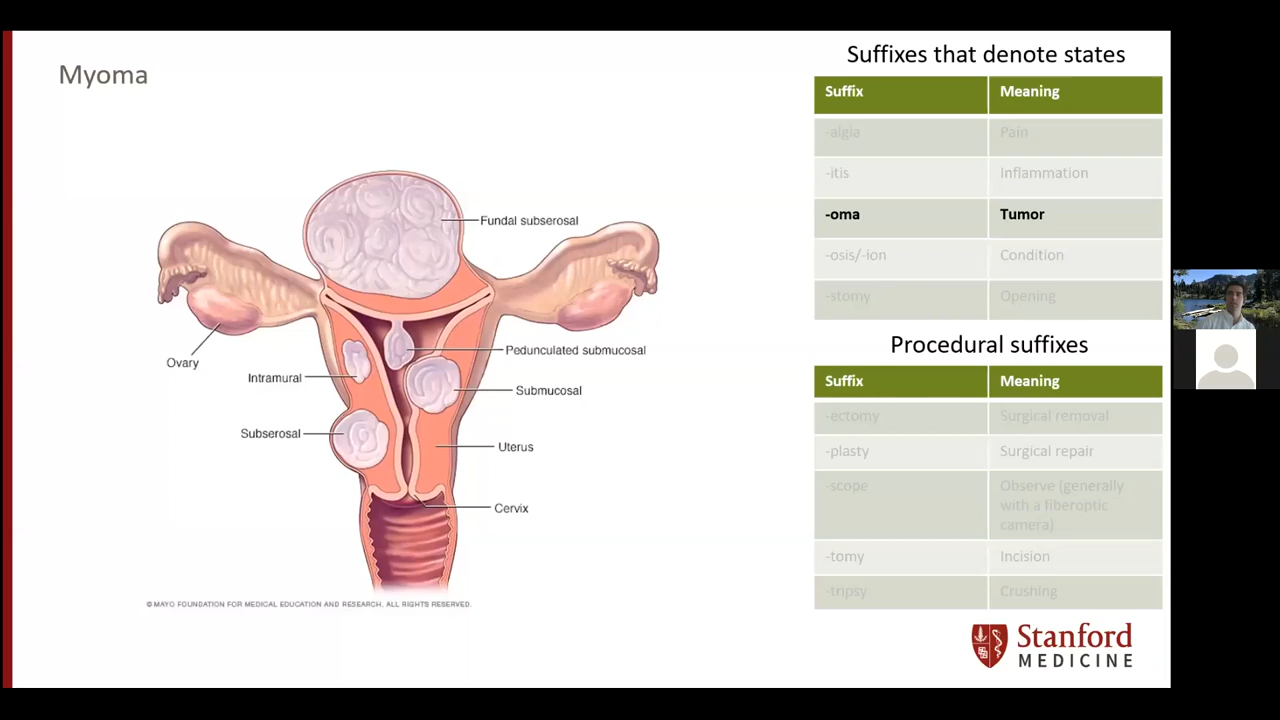 Myoma
Fundal subserosal
Ovary
Pedunculated submucosal
Intramural
Submucosal
Subserosal
Uterus
Cervix
© MAYO FOUNDATION FOR MEDICAL EDUCATION AND RESEARCH. ALL RIGHTS RESERVED.
Suffixes that denote states
Suffix Meaning
-algia Pain
-itis Inflammation
-oma Tumor
-osis/-ion Condition
-stomy Opening
Procedural suffixes
Suffix Meaning
-ectomy Surgical removal
-plasty Surgical repair
-scope Observe (generally
with a fiberoptic
camera)
-tomy Incision
-tripsy Crushing
Stanford
MEDICINE